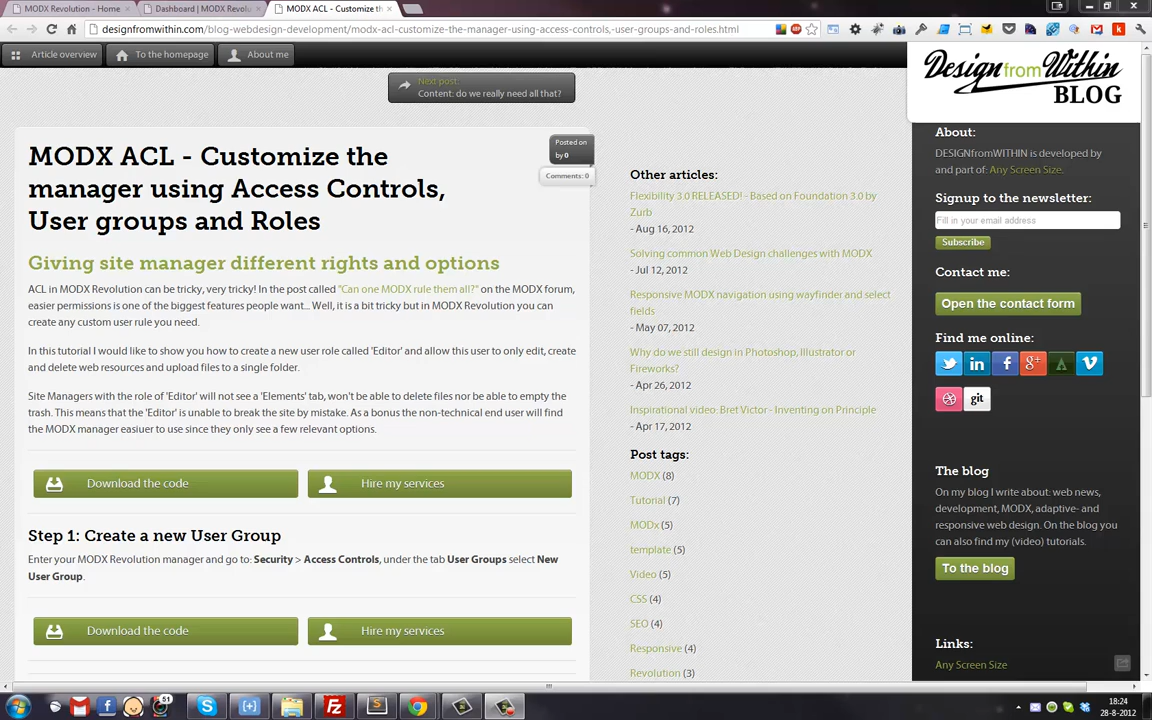 MODX Revolution - Home
Dashboard | MODX Revolu
MODX ACL - Customize th
designfromwithin.com/blog-webdesign-development/modx-acl-customize-the-manager-using-access-controls,-user-groups-and-roles.html
Article overview
To the homepage
About me
Next post:
Content: do we really need all that?
Design from Within
BLOG
MODX ACL - Customize the
manager using Access Controls,
User groups and Roles
Posted on
by 0
Comments: 0
Giving site manager different rights and options
ACL in MODX Revolution can be tricky, very tricky! In the post called "Can one MODX rule them all?" on the MODX forum,
easier permissions is one of the biggest features people want... Well, it is a bit tricky but in MODX Revolution you can
create any custom user rule you need.
In this tutorial I would like to show you how to create a new user role called 'Editor' and allow this user to only edit, create
and delete web resources and upload files to a single folder.
Site Managers with the role of 'Editor' will not see a 'Elements' tab, won't be able to delete files nor be able to empty the
trash. This means that the 'Editor' is unable to break the site by mistake. As a bonus the non-technical end user will find
the MODX manager easiuer to use since they only see a few relevant options.
Download the code
Hire my services
Step 1: Create a new User Group
Enter your MODX Revolution manager and go to: Security > Access Controls, under the tab User Groups select New
User Group.
Download the code
Hire my services
Other articles:
Flexibility 3.0 RELEASED! - Based on Foundation 3.0 by
Zurb
- Aug 16, 2012
Solving common Web Design challenges with MODX
- Jul 12, 2012
Responsive MODX navigation using wayfinder and select
fields
- May 07, 2012
Why do we still design in Photoshop, Illustrator or
Fireworks?
- Apr 26, 2012
Inspirational video: Bret Victor - Inventing on Principle
- Apr 17, 2012
Post tags:
MODX (8)
Tutorial (7)
MODx (5)
template (5)
Video (5)
CSS (4)
SEO (4)
Responsive (4)
Revolution (3)
About:
DESIGNfromWITHIN is developed by
and part of: Any Screen Size.
Signup to the newsletter:
Fill in your email address
Subscribe
Contact me:
Open the contact form
Find me online:
git
The blog
On my blog I write about: web news,
development, MODX, adaptive- and
responsive web design. On the blog you
can also find my (video) tutorials.
To the blog
Links:
Any Screen Size
51
18:24
28-8-2012